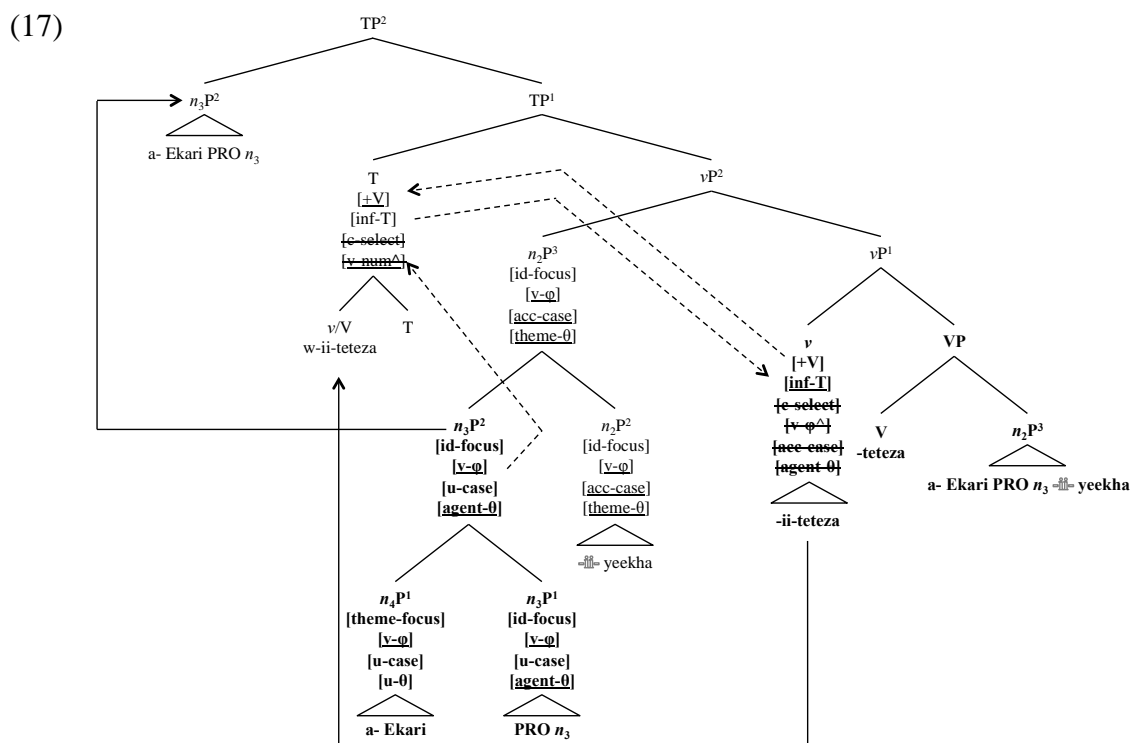 (17)
TP²
n₃P² TP¹
a- Ekari PRO n₃
T vP²
[+V]
[inf-T]
[c-select]
[v-num^]
n₂P³ vP¹
[id-focus]
[v-φ]
[acc-case]
[theme-θ]
v/V T
w-ii-teteza
v VP
[+V]
[inf-T]
[c-select]
[v-φ^]
[acc-case]
[agent-θ]
-ii-teteza
V n₂P³
-teteza
a- Ekari PRO n₃ -ii- yeekha
n₃P² n₂P²
[id-focus] [id-focus]
[v-φ] [v-φ]
[u-case] [acc-case]
[agent-θ] [theme-θ]
-ii- yeekha
n₄P¹ n₃P¹
[theme-focus] [id-focus]
[v-φ] [v-φ]
[u-case] [u-case]
[u-θ] [agent-θ]
a- Ekari PRO n₃